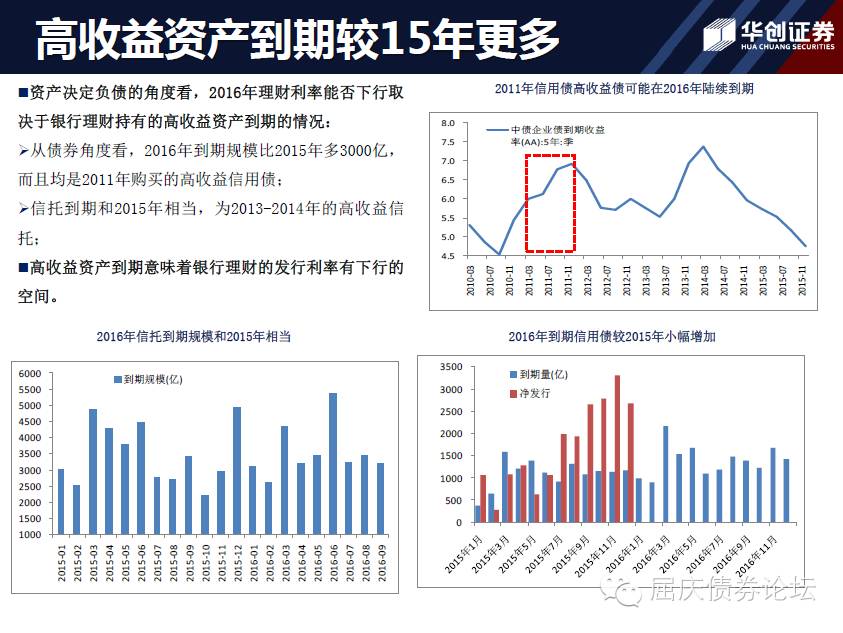 高收益资产到期较15年更多
华创证券
HUA CHUANG SECURITIES
■资产决定负债的角度看，2016年理财利率能否下行取
决于银行理财持有的高收益资产到期的情况：
➢从债券角度看，2016年到期规模比2015年多3000亿，
而且均是2011年购买的高收益信用债；
➢信托到期和2015年相当，为2013-2014年的高收益信
托；
■高收益资产到期意味着银行理财的发行利率有下行的
空间。
2011年信用债高收益债可能在2016年陆续到期
中债企业债到期收益
率(AA):5年:季
8.0
7.5
7.0
6.5
6.0
5.5
5.0
4.5
2010-03
2010-07
2010-11
2011-03
2011-07
2011-11
2012-03
2012-07
2012-11
2013-03
2013-07
2013-11
2014-03
2014-07
2014-11
2015-03
2015-07
2015-11
2016年信托到期规模和2015年相当
到期规模(亿)
6000
5500
5000
4500
4000
3500
3000
2500
2000
1500
1000
2015-01
2015-02
2015-03
2015-04
2015-05
2015-06
2015-07
2015-08
2015-09
2015-10
2015-11
2015-12
2016-01
2016-02
2016-03
2016-04
2016-05
2016-06
2016-07
2016-08
2016-09
2016年到期信用债较2015年小幅增加
到期量(亿)
净发行
3500
3000
2500
2000
1500
1000
500
0
2015年1月
2015年3月
2015年5月
2015年7月
2015年9月
2015年11月
2016年1月
2016年3月
2016年5月
2016年7月
2016年9月
2016年11月
屈庆债券论坛